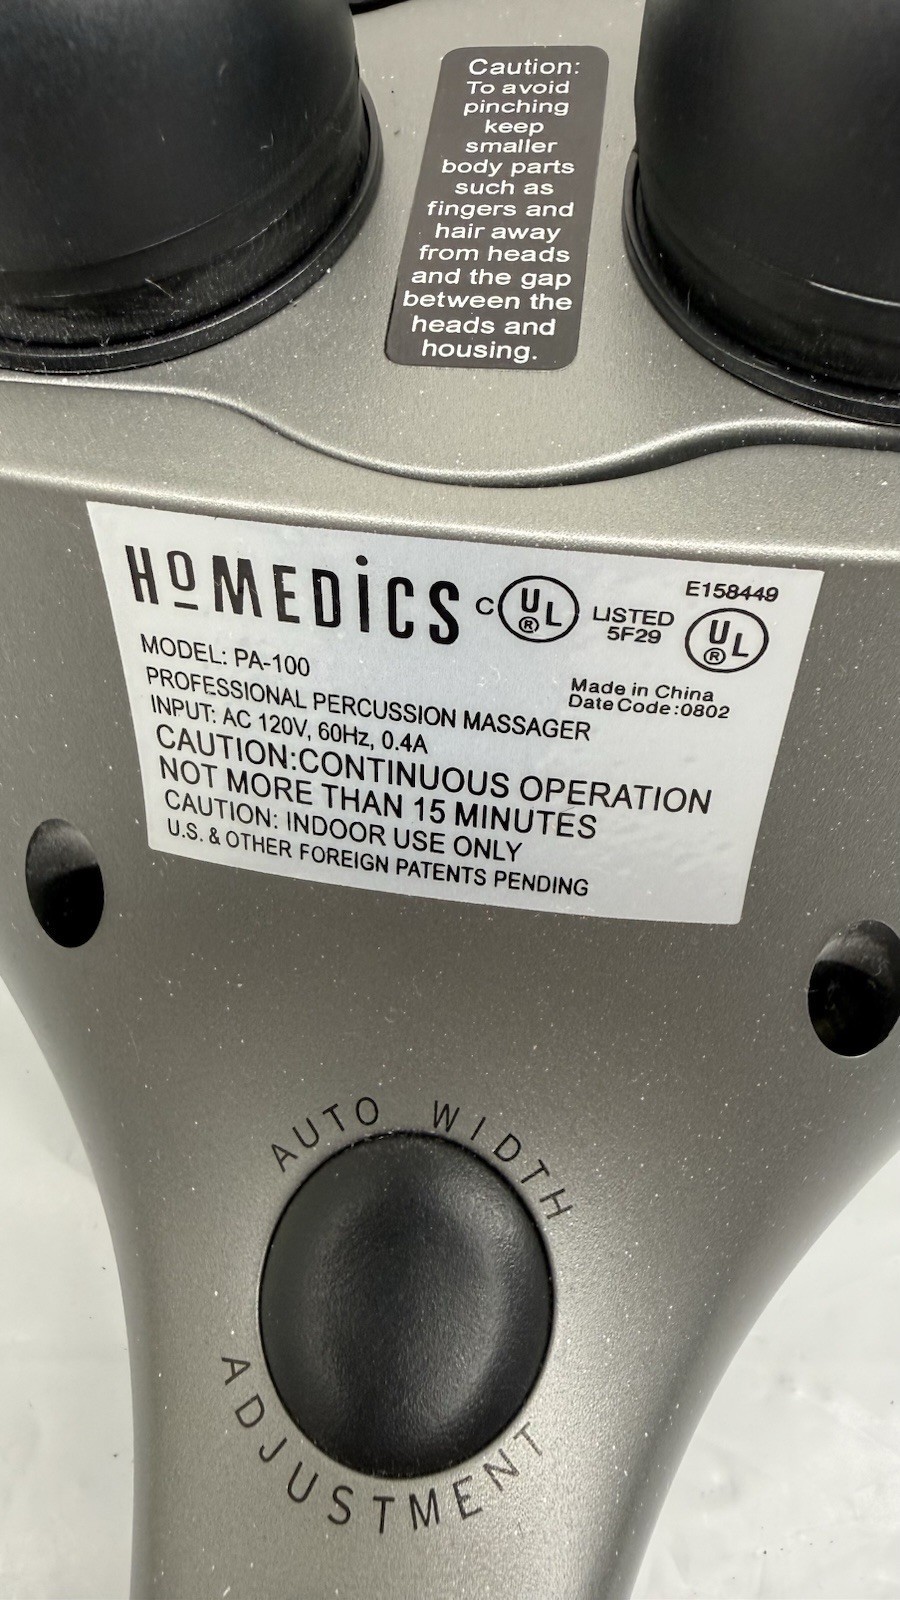 Caution:
To avoid
pinching
keep
smaller
body parts
such as
fingers and
hair away
from heads
and the gap
between the
heads and
housing.
HoMEDiCS
C UL ® LISTED 5F29
E158449
UL ®
MODEL: PA-100
Made in China
Date Code:0802
PROFESSIONAL PERCUSSION MASSAGER
INPUT: AC 120V, 60Hz, 0.4A
CAUTION:CONTINUOUS OPERATION
NOT MORE THAN 15 MINUTES
CAUTION: INDOOR USE ONLY
U.S. & OTHER FOREIGN PATENTS PENDING
AUTO WIDTH
ADJUSTMENT